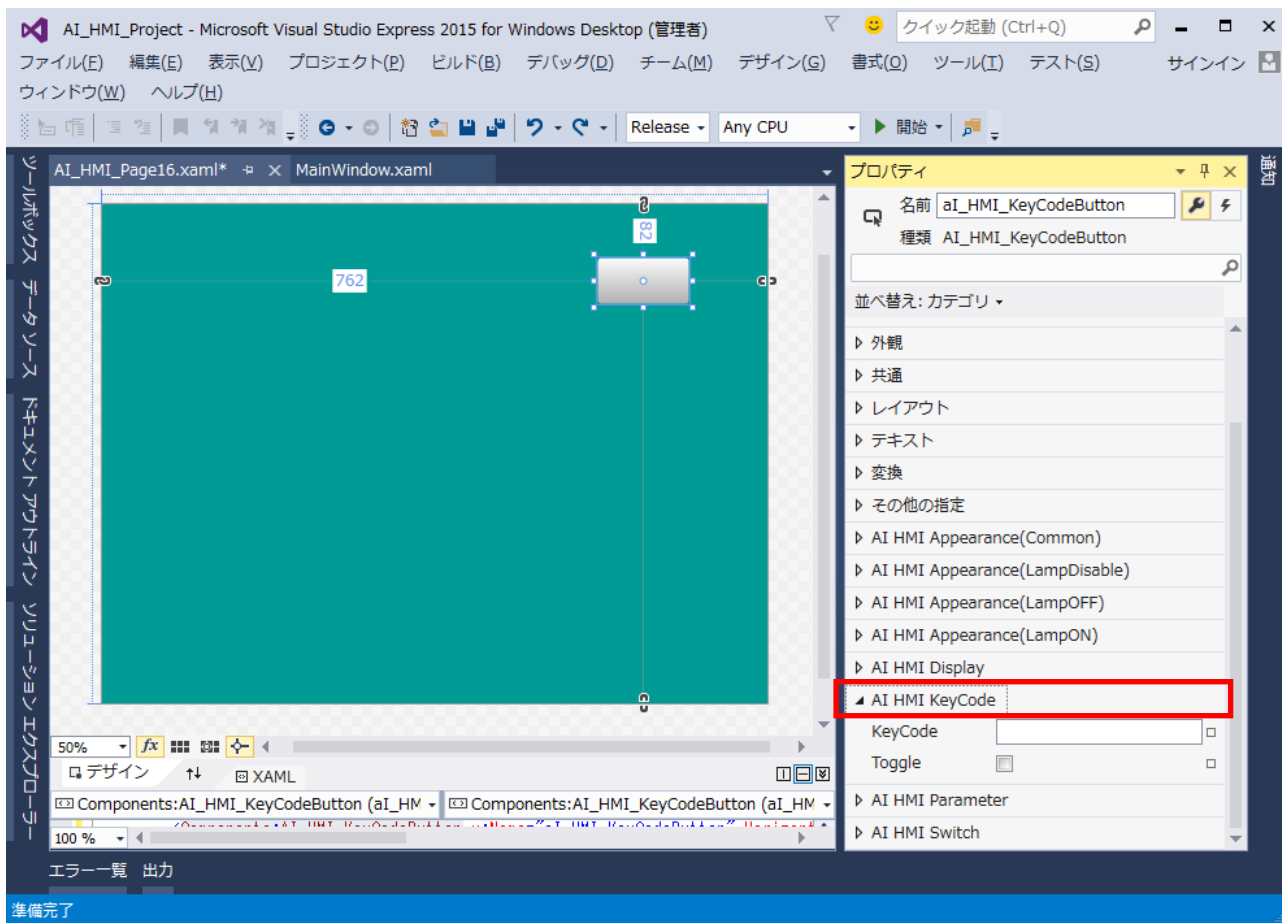 AI_HMI_Project - Microsoft Visual Studio Express 2015 for Windows Desktop (管理者)
クイック起動 (Ctrl+Q)
ファイル(F) 編集(E) 表示(V) プロジェクト(P) ビルド(B) デバッグ(D) チーム(M) デザイン(G) 書式(O) ツール(T) テスト(S) サインイン
ウィンドウ(W) ヘルプ(H)
Release Any CPU 開始
ツールボックス
データ ソース
ドキュメント アウトライン
ソリューション エクスプローラー
AI_HMI_Page16.xaml* MainWindow.xaml
82
762
50%
fx
デザイン XAML
Components:AI_HMI_KeyCodeButton (aI_HM Components:AI_HMI_KeyCodeButton (aI_HM
100 %
プロパティ
名前 aI_HMI_KeyCodeButton
種類 AI_HMI_KeyCodeButton
並べ替え: カテゴリ
外観
共通
レイアウト
テキスト
変換
その他の指定
AI HMI Appearance(Common)
AI HMI Appearance(LampDisable)
AI HMI Appearance(LampOFF)
AI HMI Appearance(LampON)
AI HMI Display
AI HMI KeyCode
KeyCode
Toggle
AI HMI Parameter
AI HMI Switch
通知
エラー一覧 出力
準備完了